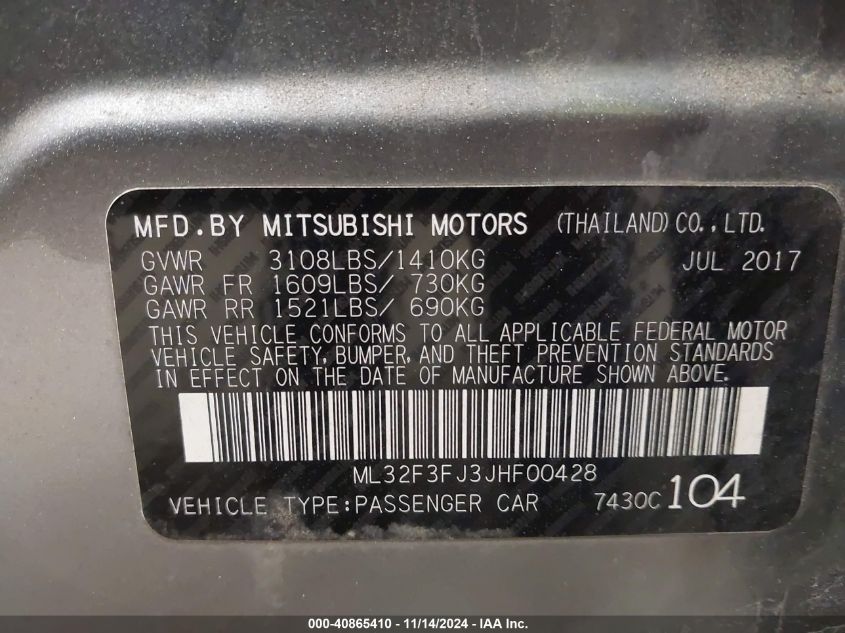 MFD.BY MITSUBISHI MOTORS (THAILAND) CO.,LTD.
GVWR 3108LBS/1410KG JUL 2017
GAWR FR 1609LBS/ 730KG
GAWR RR 1521LBS/ 690KG
THIS VEHICLE CONFORMS TO ALL APPLICABLE FEDERAL MOTOR
VEHICLE SAFETY, BUMPER, AND THEFT PREVENTION STANDARDS
IN EFFECT ON THE DATE OF MANUFACTURE SHOWN ABOVE.
ML32F3FJ3JHF00428
VEHICLE TYPE:PASSENGER CAR 7430C 104
000-40865410 - 11/14/2024 - IAA Inc.